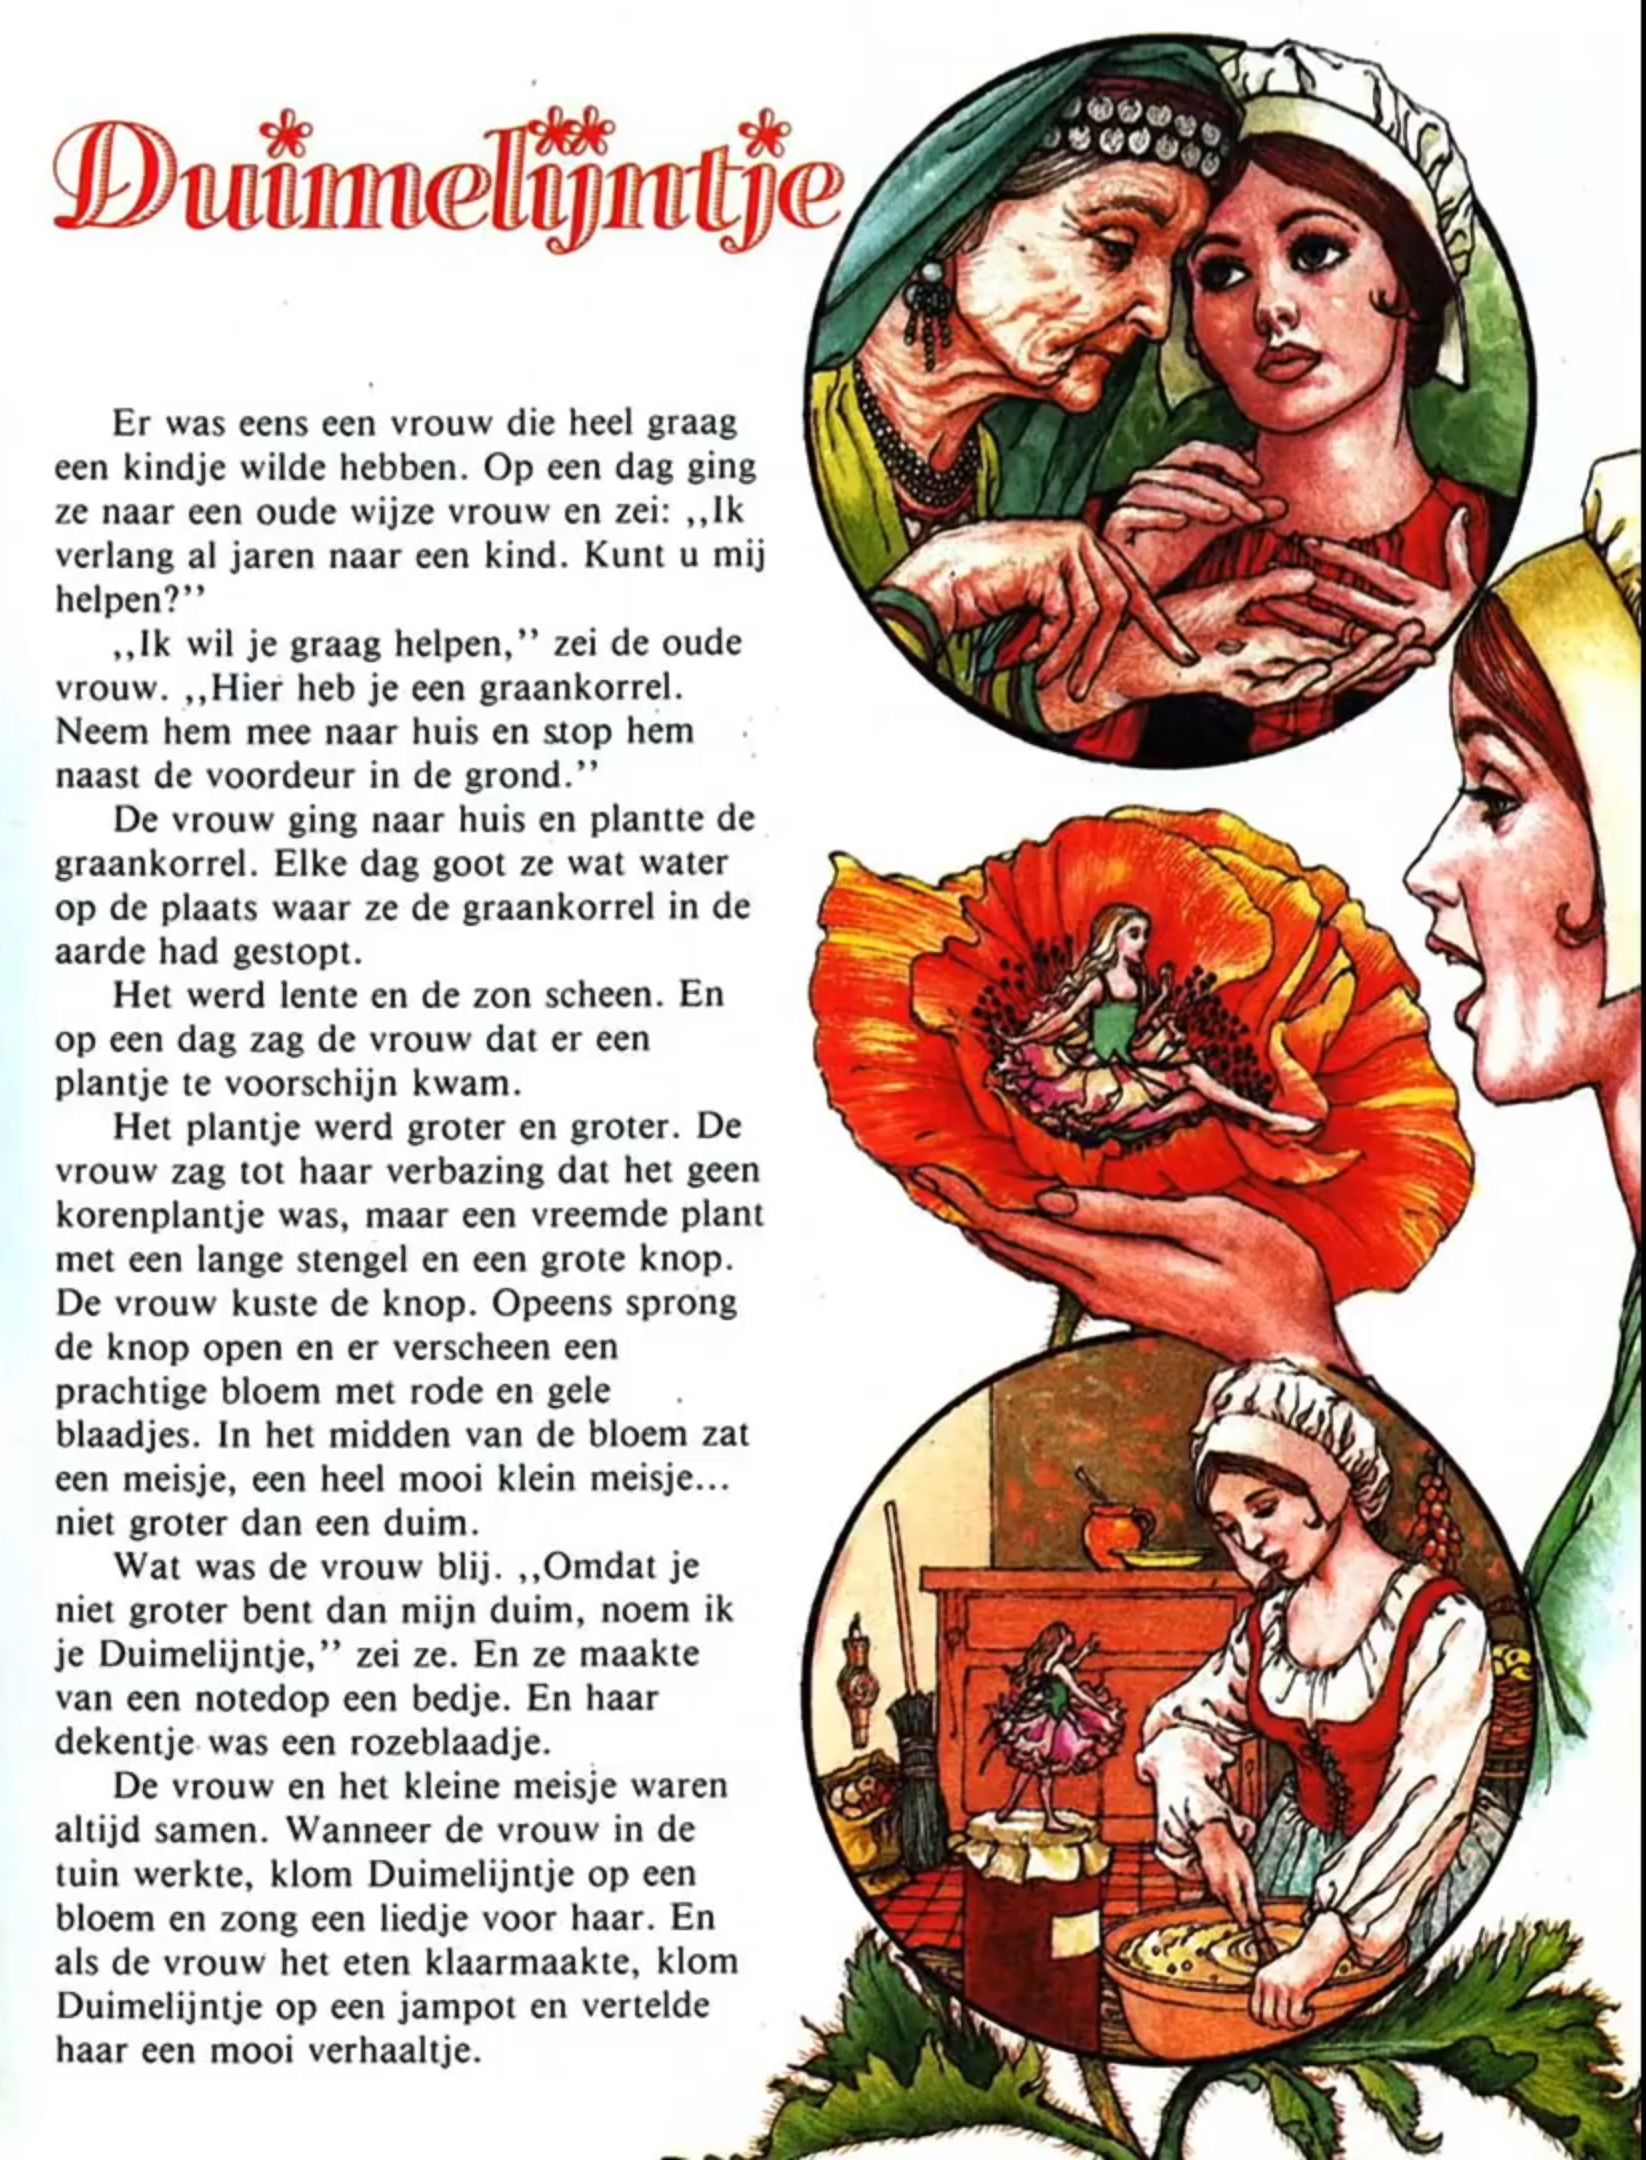 Duimelijntje
Er was eens een vrouw die heel graag
een kindje wilde hebben. Op een dag ging
ze naar een oude wijze vrouw en zei: ,,Ik
verlang al jaren naar een kind. Kunt u mij
helpen?''
,,Ik wil je graag helpen,'' zei de oude
vrouw. ,,Hier heb je een graankorrel.
Neem hem mee naar huis en stop hem
naast de voordeur in de grond.''
De vrouw ging naar huis en plantte de
graankorrel. Elke dag goot ze wat water
op de plaats waar ze de graankorrel in de
aarde had gestopt.
Het werd lente en de zon scheen. En
op een dag zag de vrouw dat er een
plantje te voorschijn kwam.
Het plantje werd groter en groter. De
vrouw zag tot haar verbazing dat het geen
korenplantje was, maar een vreemde plant
met een lange stengel en een grote knop.
De vrouw kuste de knop. Opeens sprong
de knop open en er verscheen een
prachtige bloem met rode en gele
blaadjes. In het midden van de bloem zat
een meisje, een heel mooi klein meisje...
niet groter dan een duim.
Wat was de vrouw blij. ,,Omdat je
niet groter bent dan mijn duim, noem ik
je Duimelijntje,'' zei ze. En ze maakte
van een notedop een bedje. En haar
dekentje was een rozeblaadje.
De vrouw en het kleine meisje waren
altijd samen. Wanneer de vrouw in de
tuin werkte, klom Duimelijntje op een
bloem en zong een liedje voor haar. En
als de vrouw het eten klaarmaakte, klom
Duimelijntje op een jampot en vertelde
haar een mooi verhaaltje.